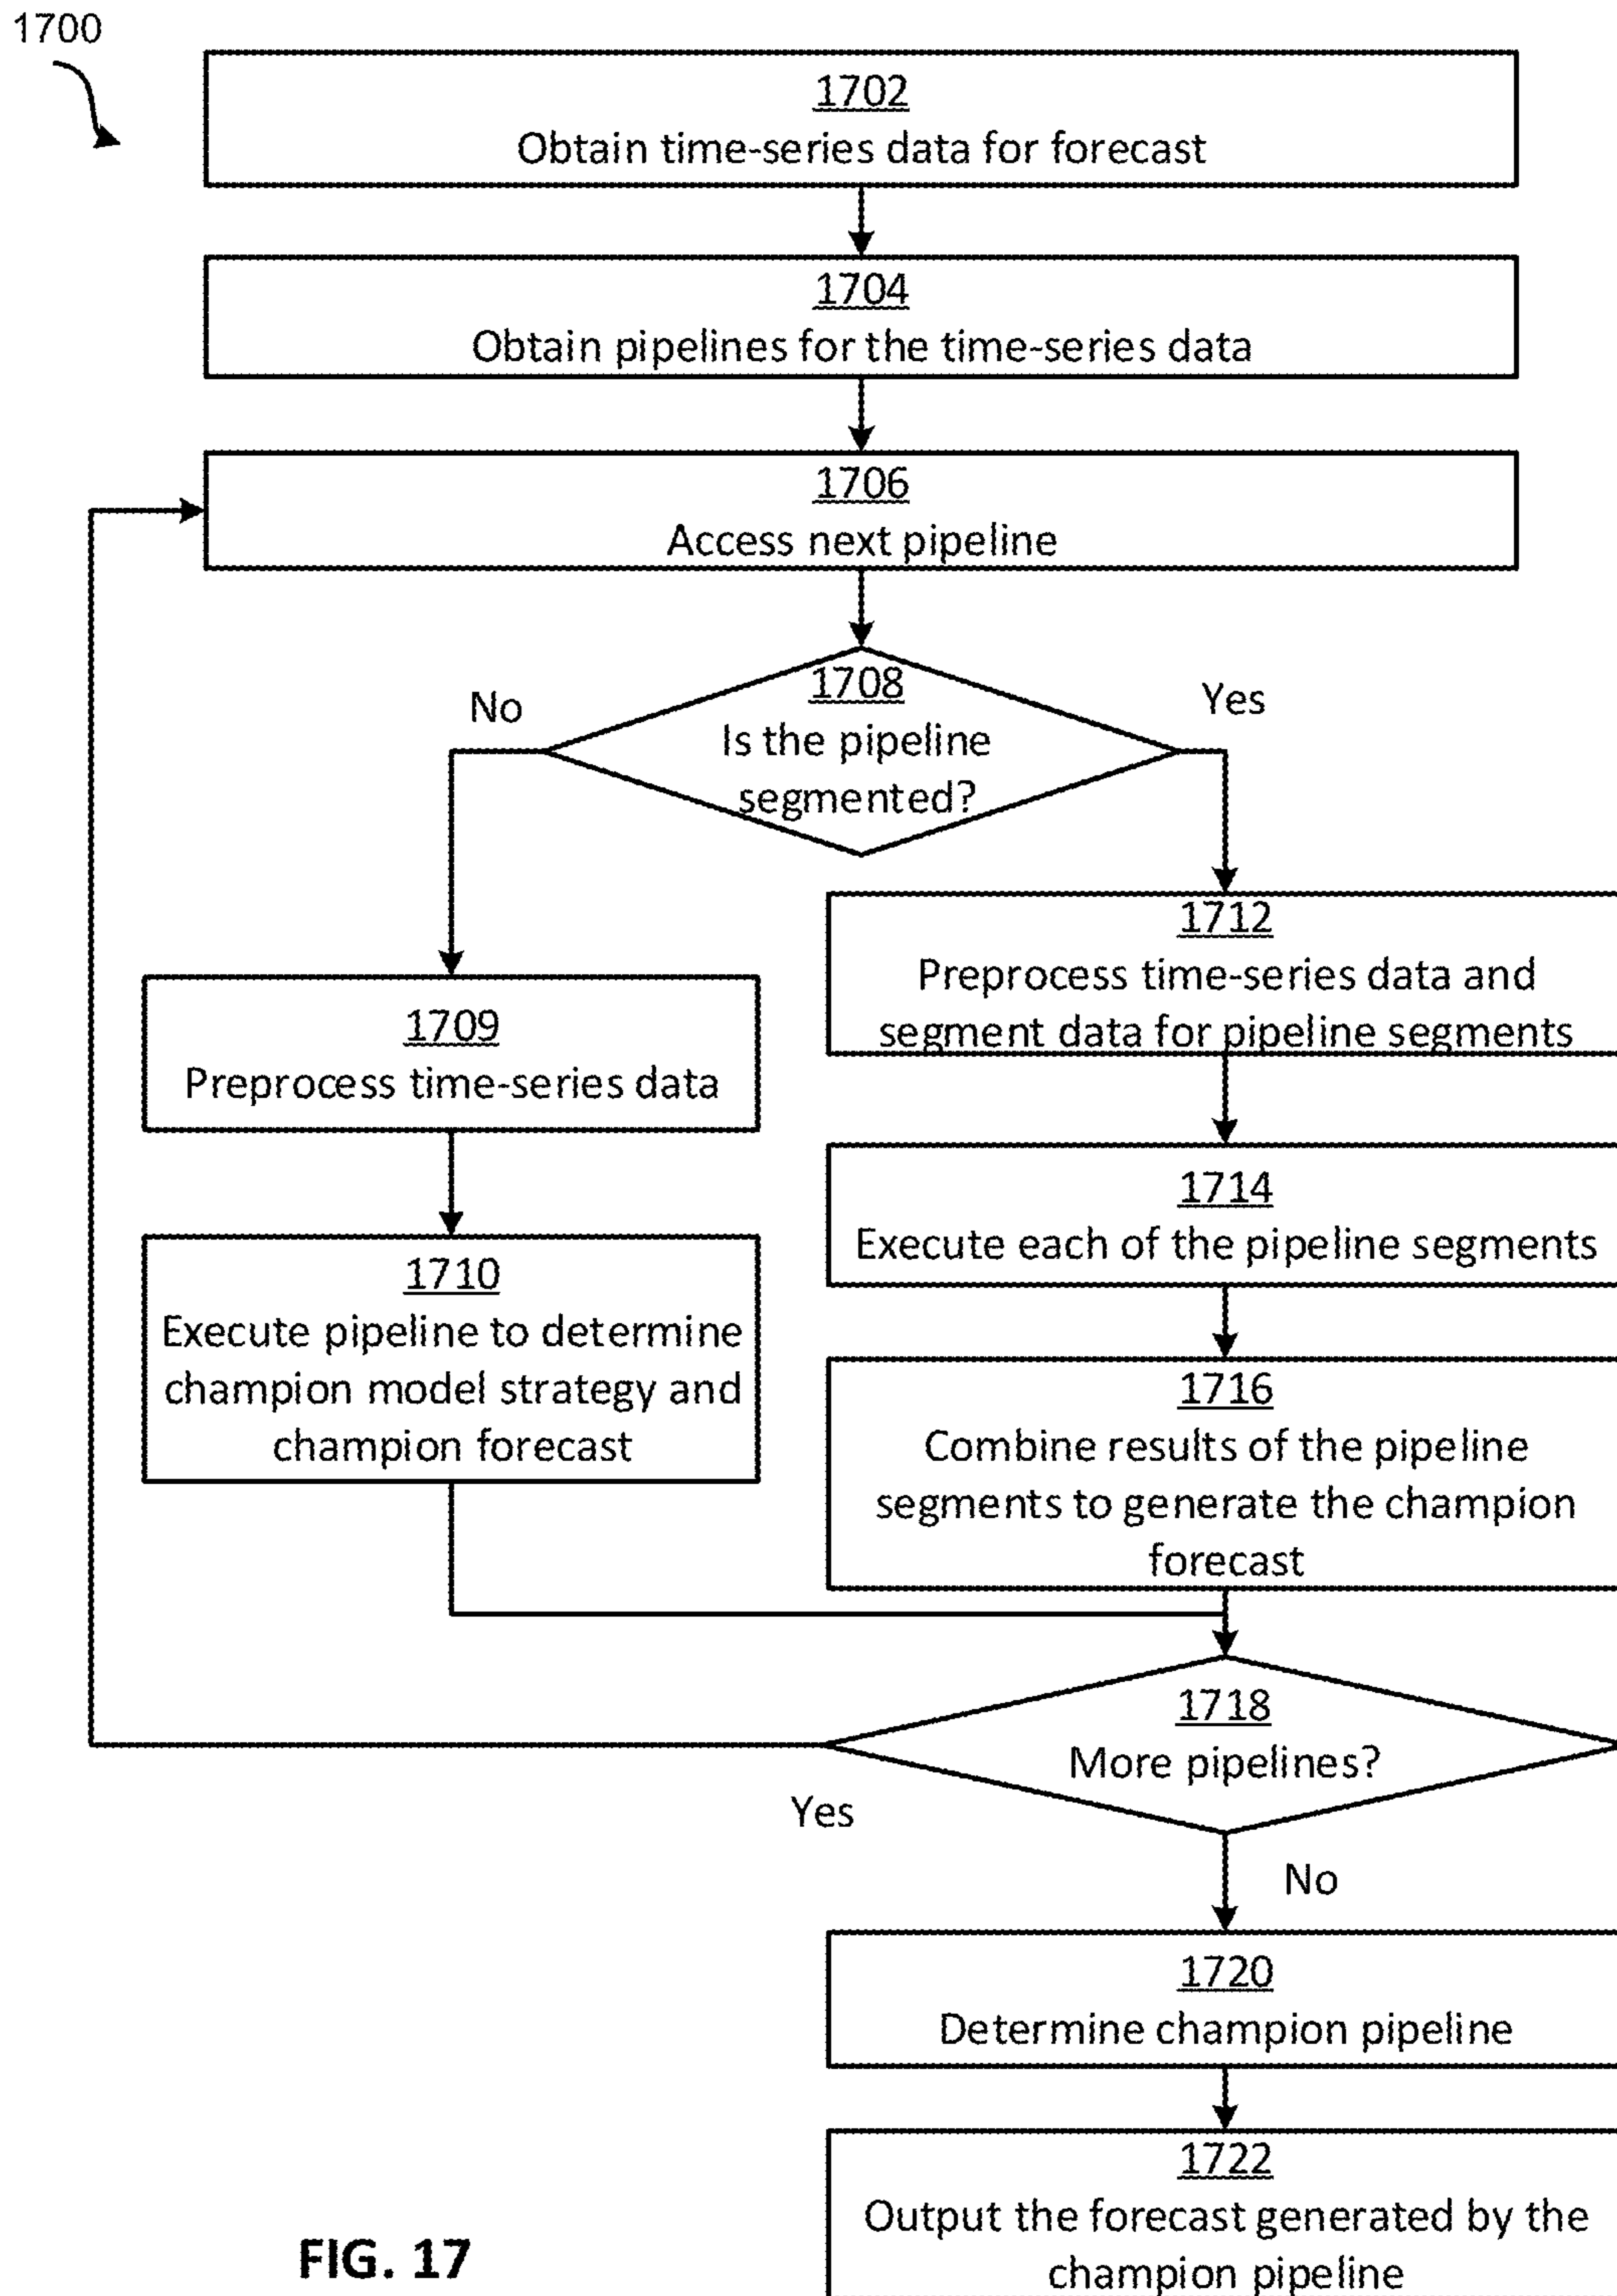 1700
1702
Obtain time-series data for forecast
1704
Obtain pipelines for the time-series data
1706
Access next pipeline
No
1708
Yes
Is the pipeline
segmented?
1709
Preprocess time-series data
1710
Execute pipeline to determine
champion model strategy and
champion forecast
1712
Preprocess time-series data and
segment data for pipeline segments
1714
Execute each of the pipeline segments
1716
Combine results of the pipeline
segments to generate the champion
forecast
1718
More pipelines?
Yes
No
1720
Determine champion pipeline
1722
Output the forecast generated by the
champion pipeline
FIG. 17